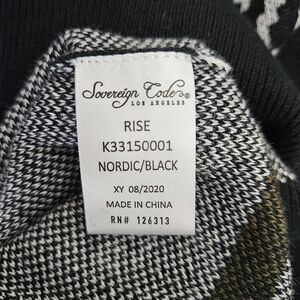 Sovereign Code
LOS ANGELES
RISE
K33150001
NORDIC/BLACK
XY 08/2020
MADE IN CHINA
RN# 126313